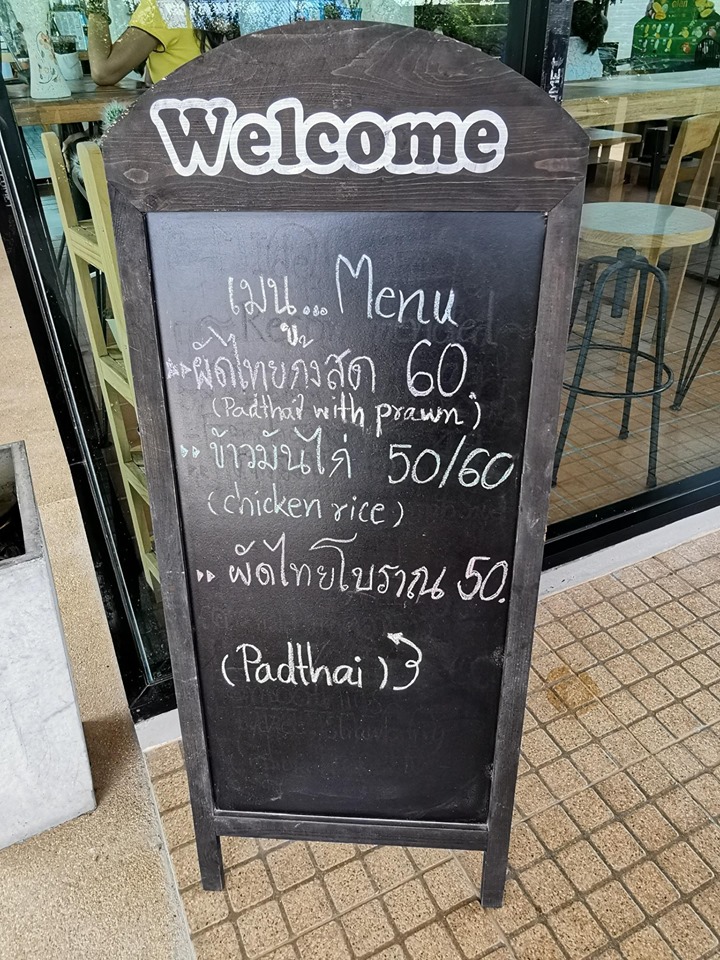 Welcome
เมนู... Menu
ผัดไทยกุ้งสด 60
(Padthai with prawn)
ข้าวมันไก่ 50/60
(chicken rice)
ผัดไทยโบราณ 50.
(Padthai)